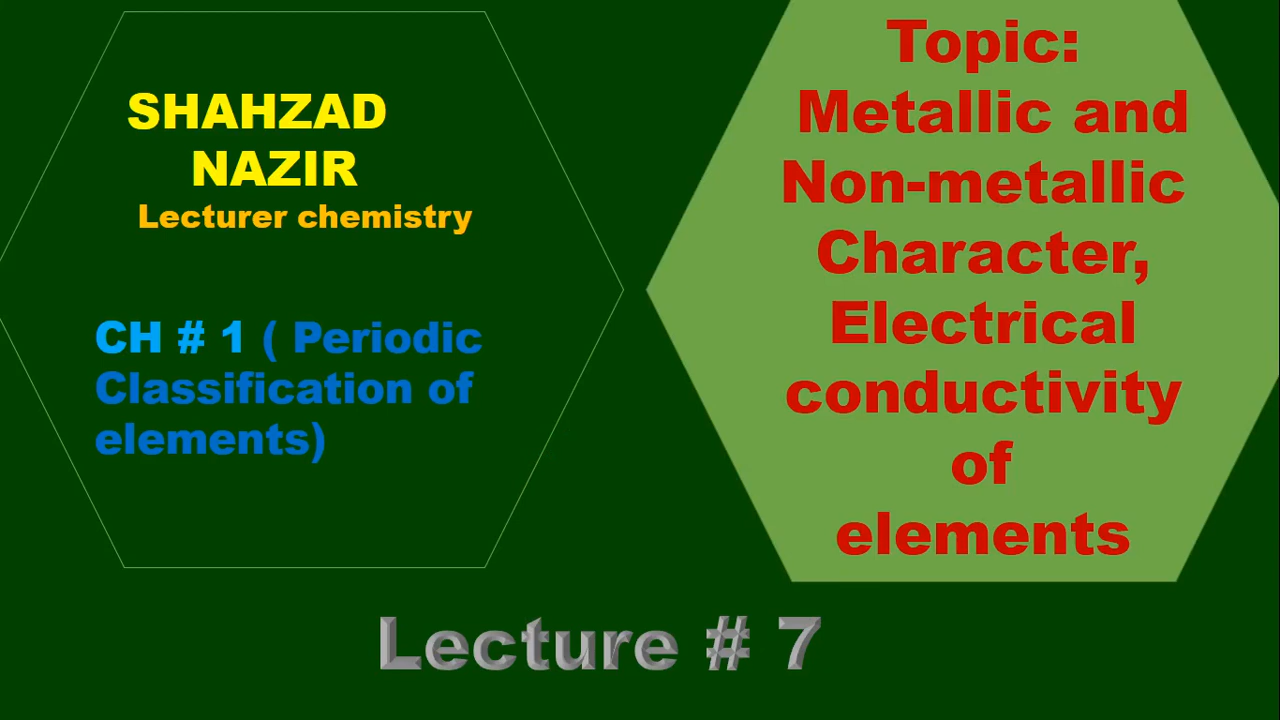 SHAHZAD
NAZIR
Lecturer chemistry
CH # 1 ( Periodic
Classification of
elements)
Topic:
Metallic and
Non-metallic
Character,
Electrical
conductivity
of
elements
Lecture # 7